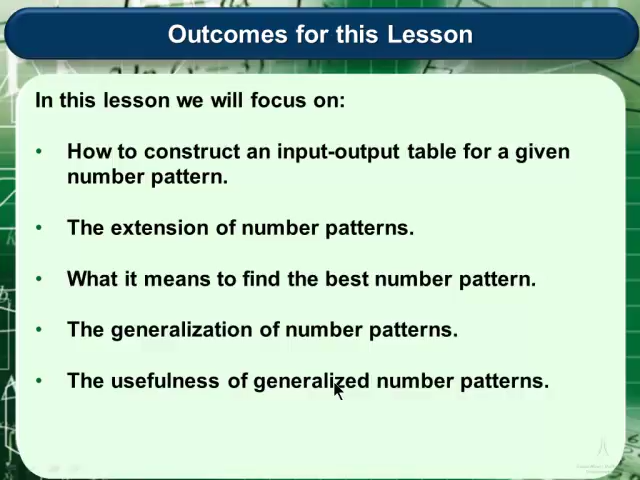 Outcomes for this Lesson
In this lesson we will focus on:
• How to construct an input-output table for a given
number pattern.
• The extension of number patterns.
• What it means to find the best number pattern.
• The generalization of number patterns.
• The usefulness of generalized number patterns.